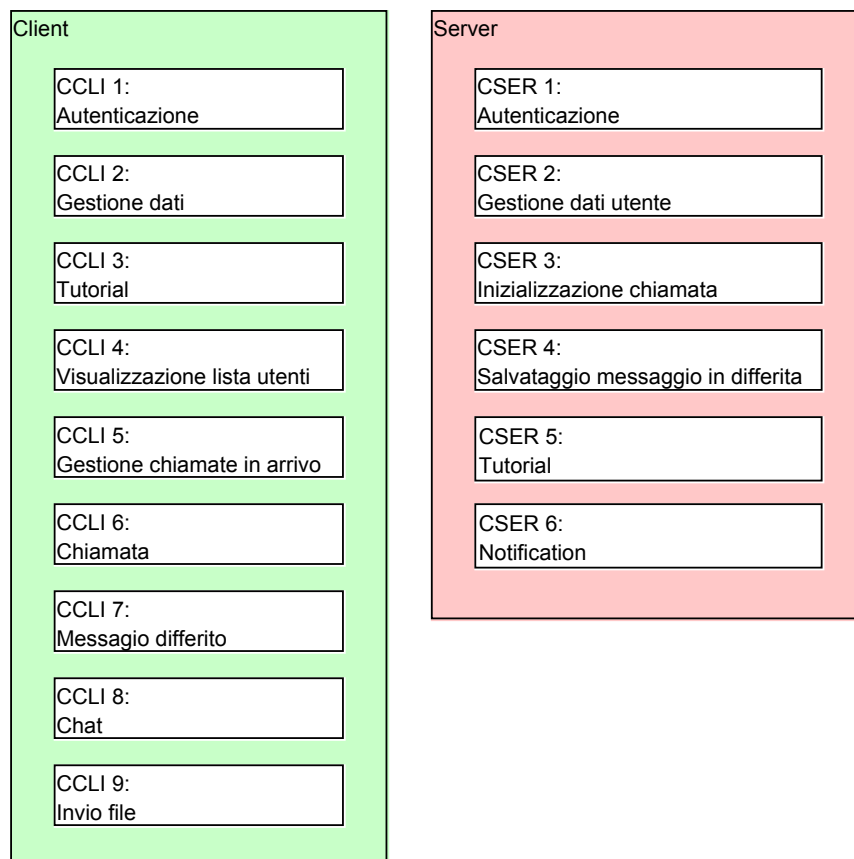 Client
CCLI 1:
Autenticazione
CCLI 2:
Gestione dati
CCLI 3:
Tutorial
CCLI 4:
Visualizzazione lista utenti
CCLI 5:
Gestione chiamate in arrivo
CCLI 6:
Chiamata
CCLI 7:
Messagio differito
CCLI 8:
Chat
CCLI 9:
Invio file
Server
CSER 1:
Autenticazione
CSER 2:
Gestione dati utente
CSER 3:
Inizializzazione chiamata
CSER 4:
Salvataggio messaggio in differita
CSER 5:
Tutorial
CSER 6:
Notification